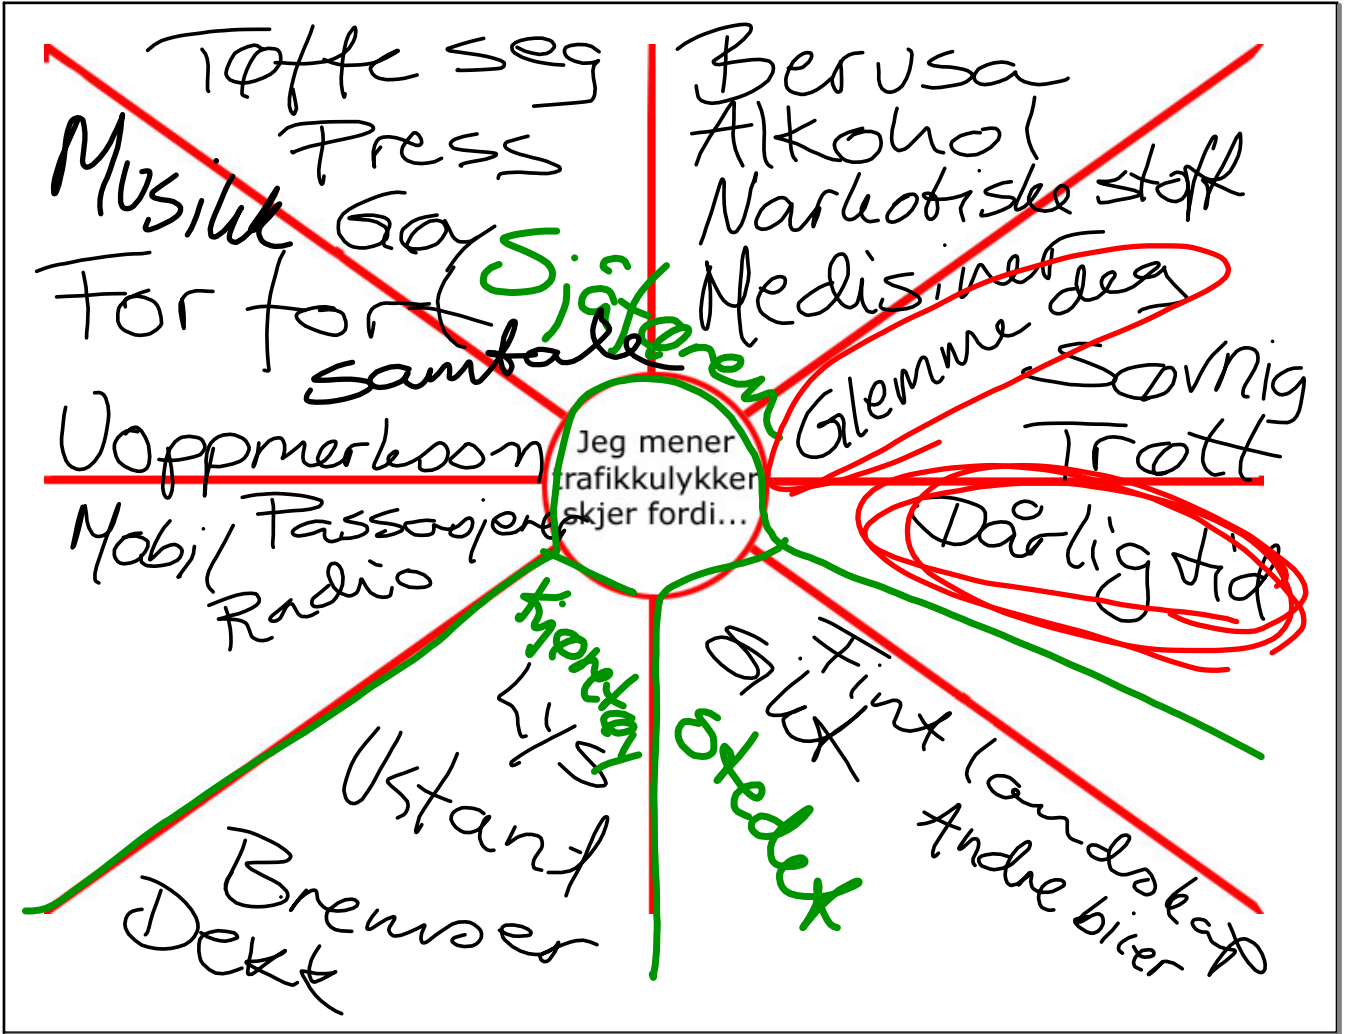 Tøffe seg
Press
Musikk
Gøy
For fort
samtale
Uoppmerksom
Mobil
Passasjerer
Radio
Berusa
Alkohol
Narkotiske stoff
Medisiner
Glemme deg
Søvnig
Trøtt
Dårlig tid
Sjåføren
Jeg mener
trafikkulykker
skjer fordi...
Kjøretøy
Lys
Ustand
Bremser
Dekk
Stedet
Sikt
Fint landskap
Andre biler